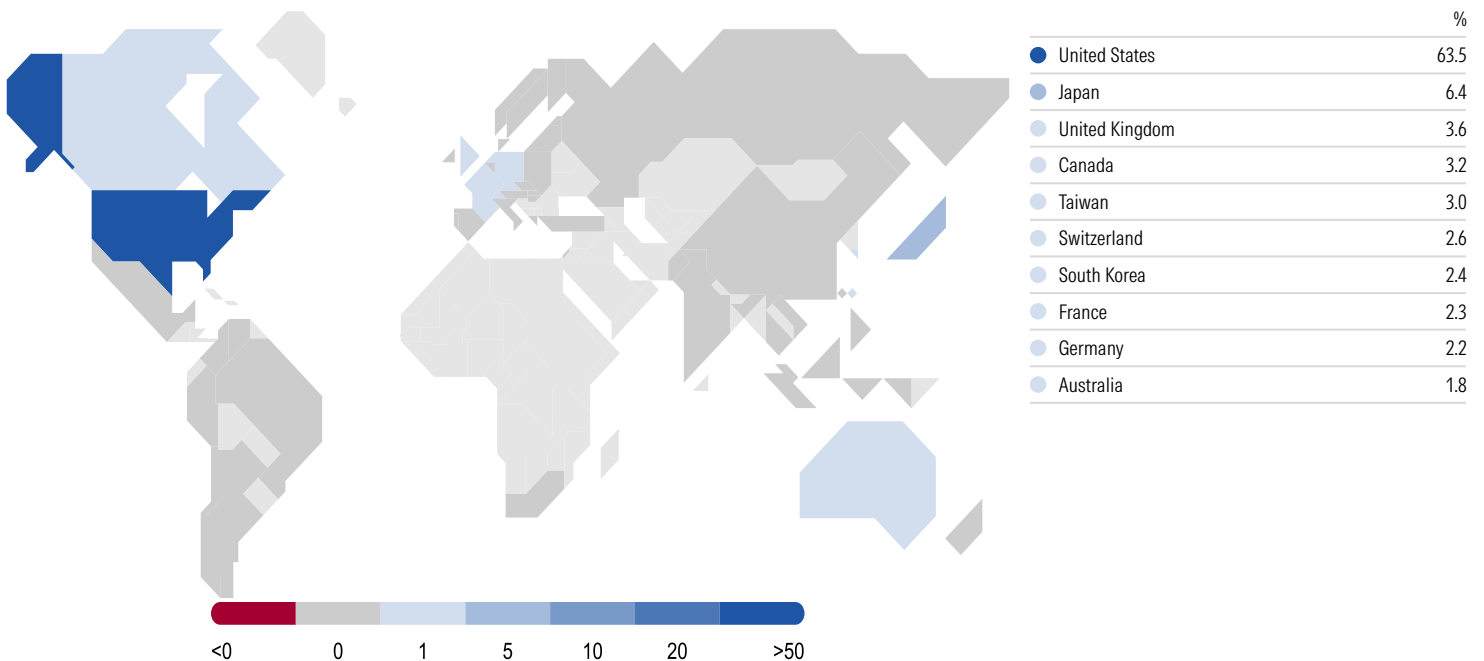 %
United States 63.5
Japan 6.4
United Kingdom 3.6
Canada 3.2
Taiwan 3.0
Switzerland 2.6
South Korea 2.4
France 2.3
Germany 2.2
Australia 1.8
<0 0 1 5 10 20 >50